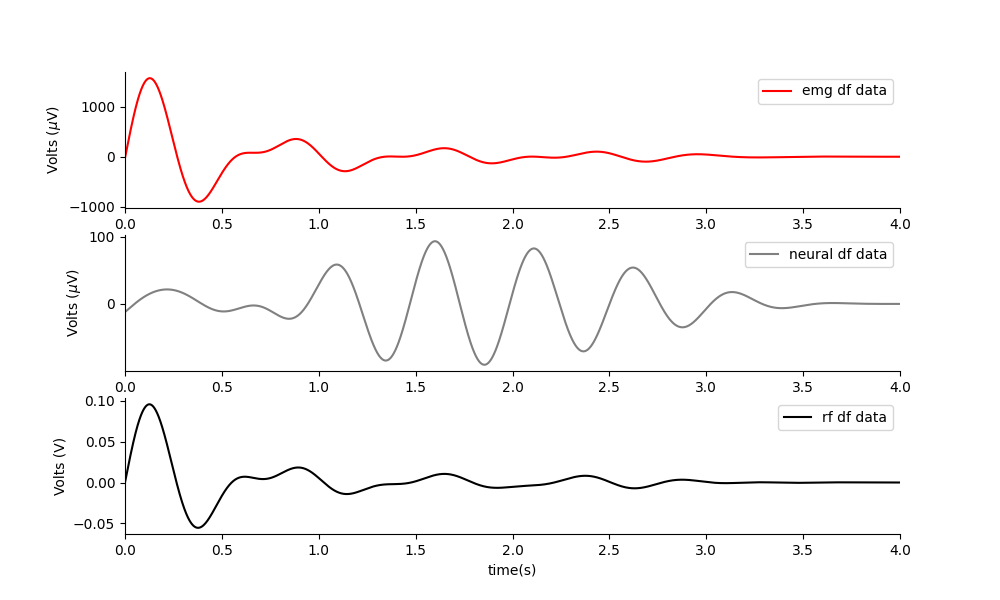 emg df data
Volts (μV)
1000
0
−1000
0.0 0.5 1.0 1.5 2.0 2.5 3.0 3.5 4.0
neural df data
Volts (μV)
100
0
0.0 0.5 1.0 1.5 2.0 2.5 3.0 3.5 4.0
rf df data
Volts (V)
0.10
0.05
0.00
−0.05
0.0 0.5 1.0 1.5 2.0 2.5 3.0 3.5 4.0
time(s)